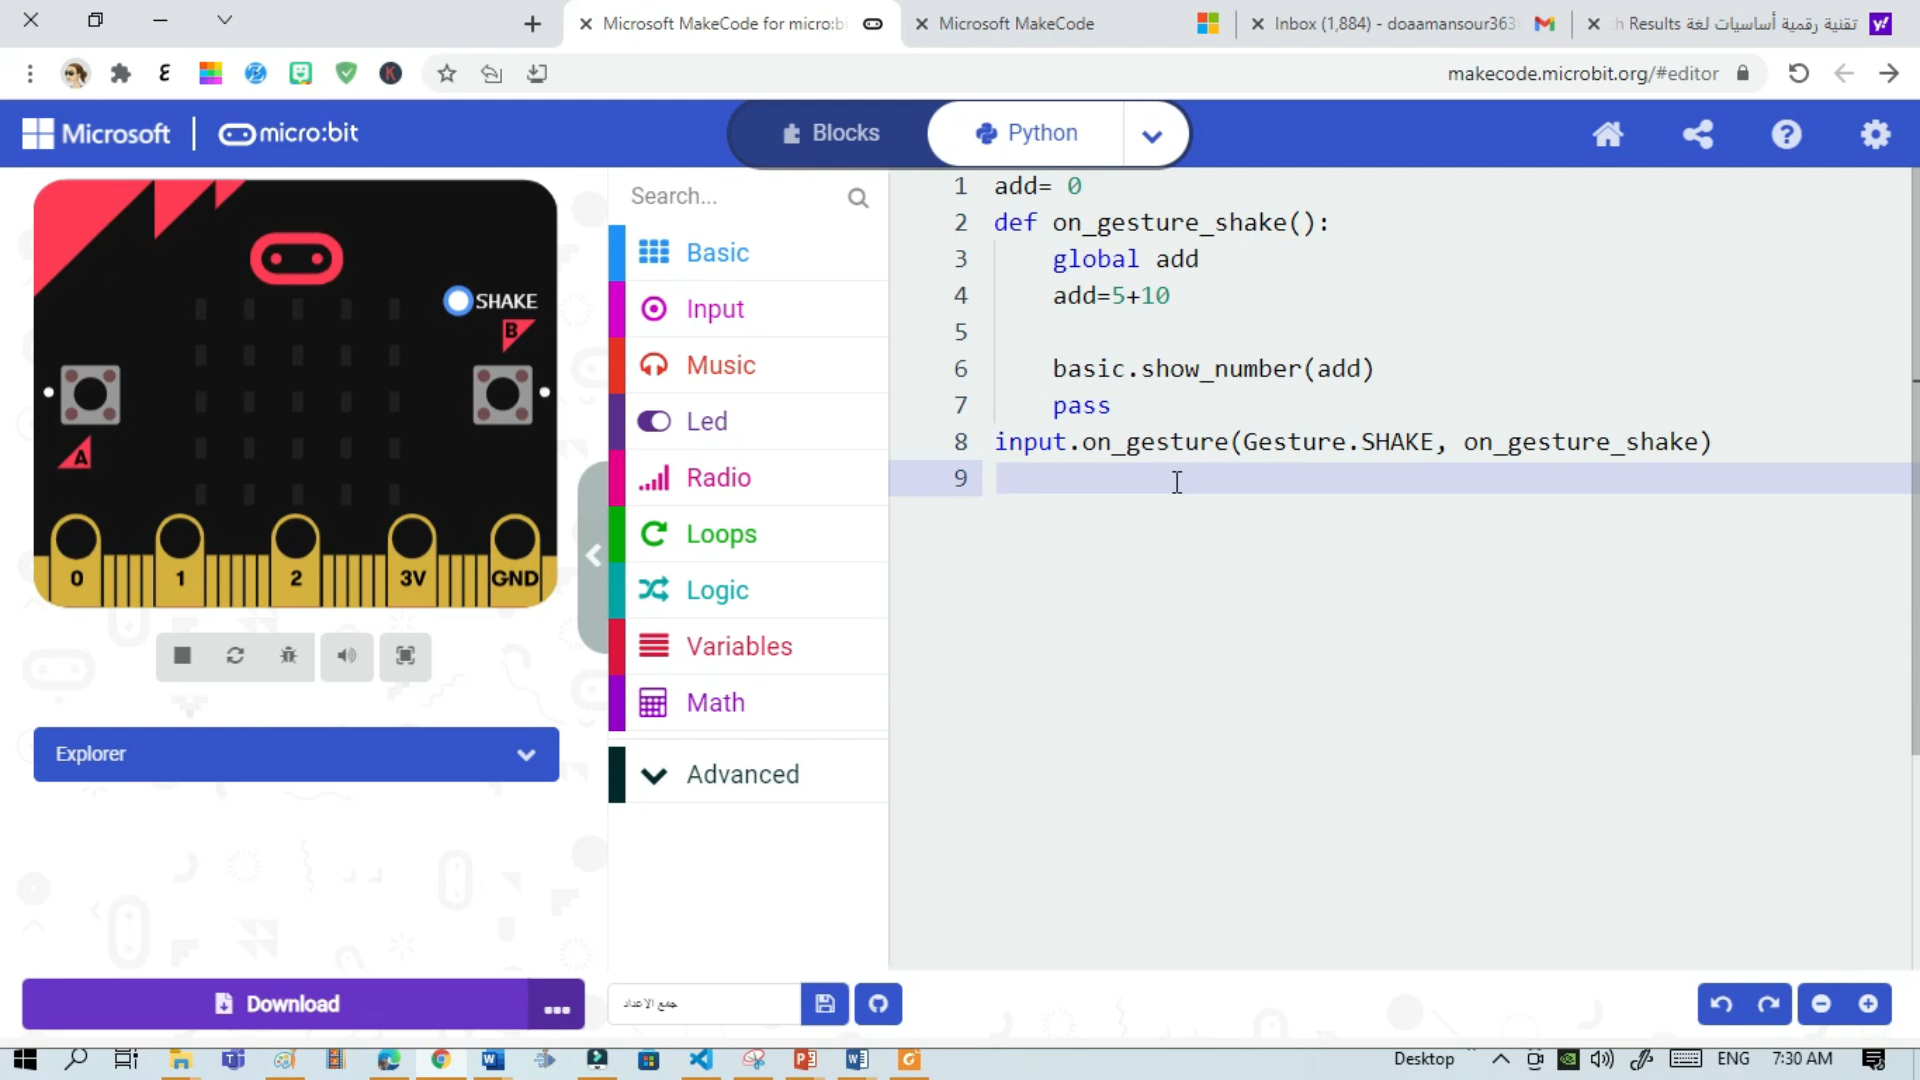 Microsoft MakeCode for micro:bi
Microsoft MakeCode
Inbox (1,884) - doaamansour363
h Results تقنية رقمية أساسيات لغة
makecode.microbit.org/#editor
Microsoft
micro:bit
Blocks
Python
SHAKE
B
A
0
1
2
3V
GND
Explorer
Download
Search...
Basic
Input
Music
Led
Radio
Loops
Logic
Variables
Math
Advanced
1 add= 0
2 def on_gesture_shake():
3 global add
4 add=5+10
5
6 basic.show_number(add)
7 pass
8 input.on_gesture(Gesture.SHAKE, on_gesture_shake)
9
جمع الاعداد
Desktop
ENG
7:30 AM